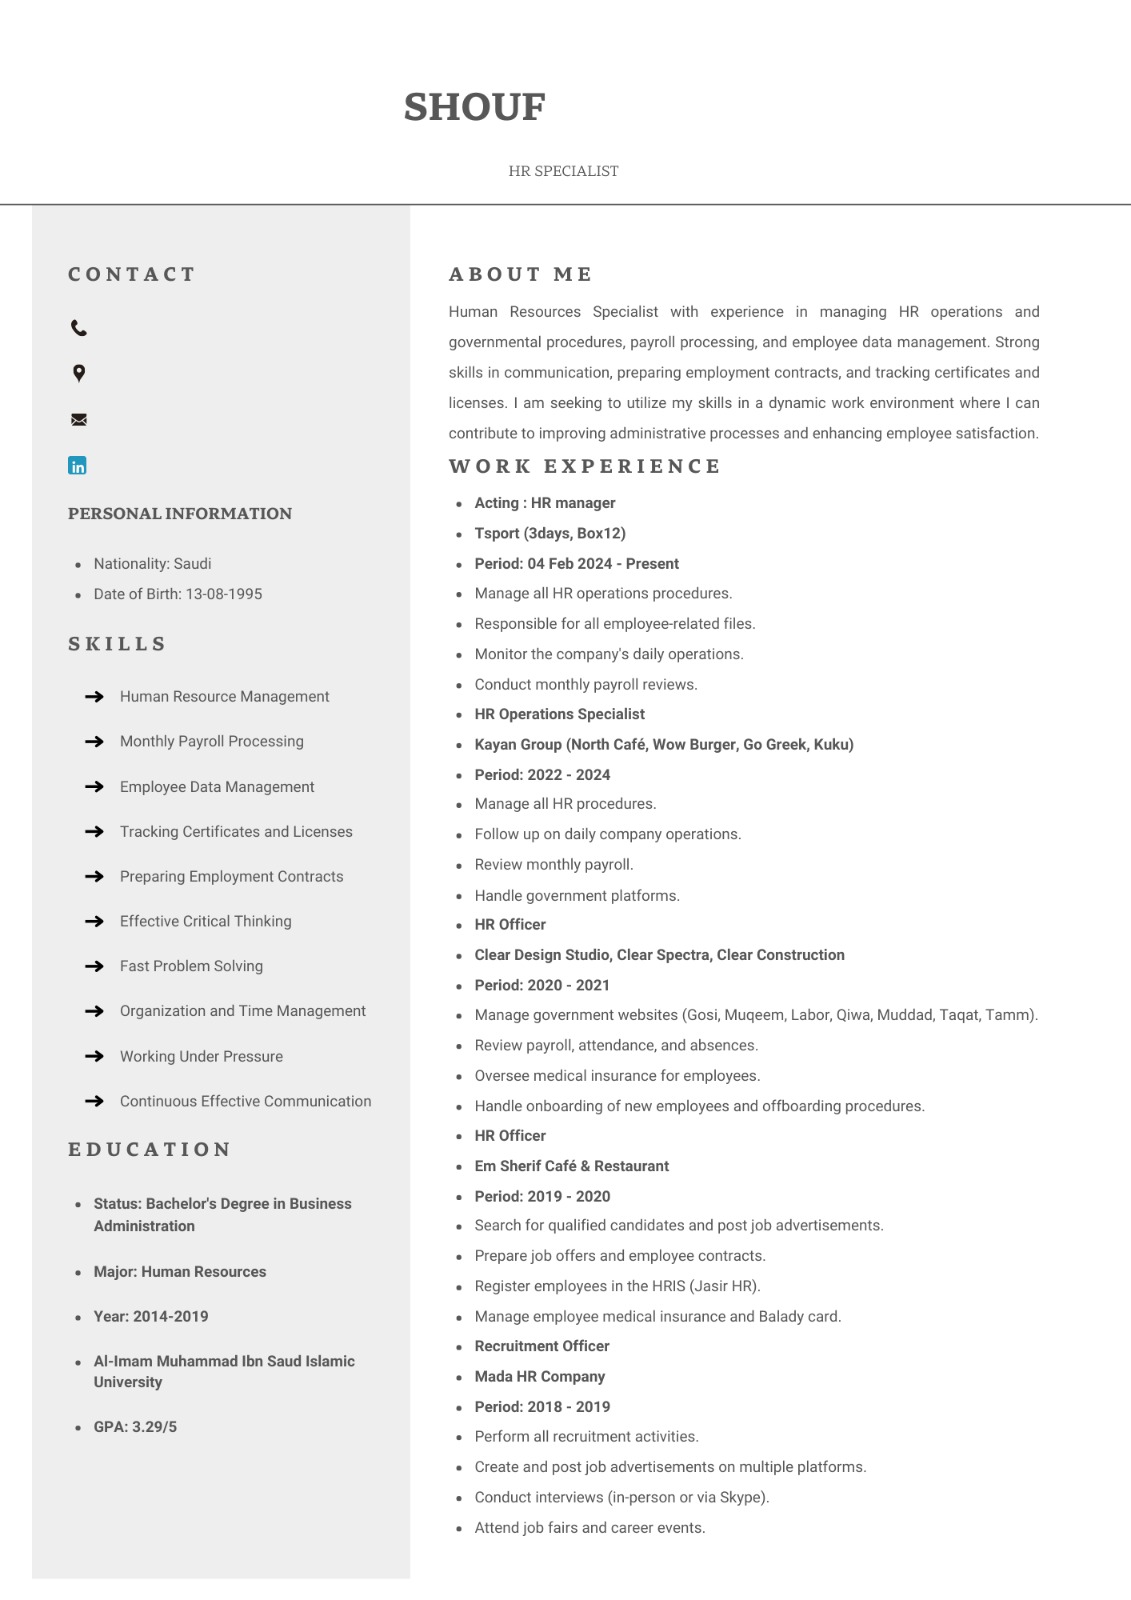 SHOUF
HR SPECIALIST
CONTACT
PERSONAL INFORMATION
Nationality: Saudi
Date of Birth: 13-08-1995
SKILLS
Human Resource Management
Monthly Payroll Processing
Employee Data Management
Tracking Certificates and Licenses
Preparing Employment Contracts
Effective Critical Thinking
Fast Problem Solving
Organization and Time Management
Working Under Pressure
Continuous Effective Communication
EDUCATION
Status: Bachelor's Degree in Business
Administration
Major: Human Resources
Year: 2014-2019
Al-Imam Muhammad Ibn Saud Islamic
University
GPA: 3.29/5
ABOUT ME
Human Resources Specialist with experience in managing HR operations and
governmental procedures, payroll processing, and employee data management. Strong
skills in communication, preparing employment contracts, and tracking certificates and
licenses. I am seeking to utilize my skills in a dynamic work environment where I can
contribute to improving administrative processes and enhancing employee satisfaction.
WORK EXPERIENCE
Acting : HR manager
Tsport (3days, Box12)
Period: 04 Feb 2024 - Present
Manage all HR operations procedures.
Responsible for all employee-related files.
Monitor the company's daily operations.
Conduct monthly payroll reviews.
HR Operations Specialist
Kayan Group (North Café, Wow Burger, Go Greek, Kuku)
Period: 2022 - 2024
Manage all HR procedures.
Follow up on daily company operations.
Review monthly payroll.
Handle government platforms.
HR Officer
Clear Design Studio, Clear Spectra, Clear Construction
Period: 2020 - 2021
Manage government websites (Gosi, Muqeem, Labor, Qiwa, Muddad, Taqat, Tamm).
Review payroll, attendance, and absences.
Oversee medical insurance for employees.
Handle onboarding of new employees and offboarding procedures.
HR Officer
Em Sherif Café & Restaurant
Period: 2019 - 2020
Search for qualified candidates and post job advertisements.
Prepare job offers and employee contracts.
Register employees in the HRIS (Jasir HR).
Manage employee medical insurance and Balady card.
Recruitment Officer
Mada HR Company
Period: 2018 - 2019
Perform all recruitment activities.
Create and post job advertisements on multiple platforms.
Conduct interviews (in-person or via Skype).
Attend job fairs and career events.